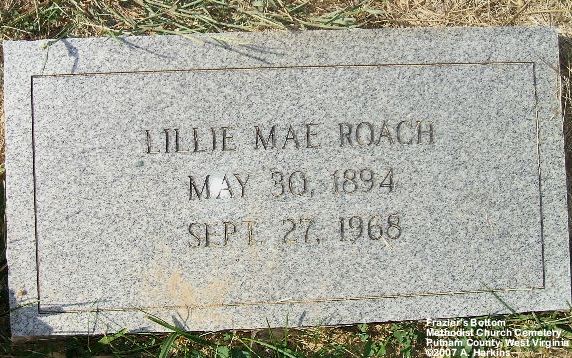 LILLIE MAE ROACH
MAY 30, 1894
SEPT. 27, 1968
Frazier's Bottom
Methodist Church Cemetery
Putnam County, West Virginia
©2007 A. Harkins